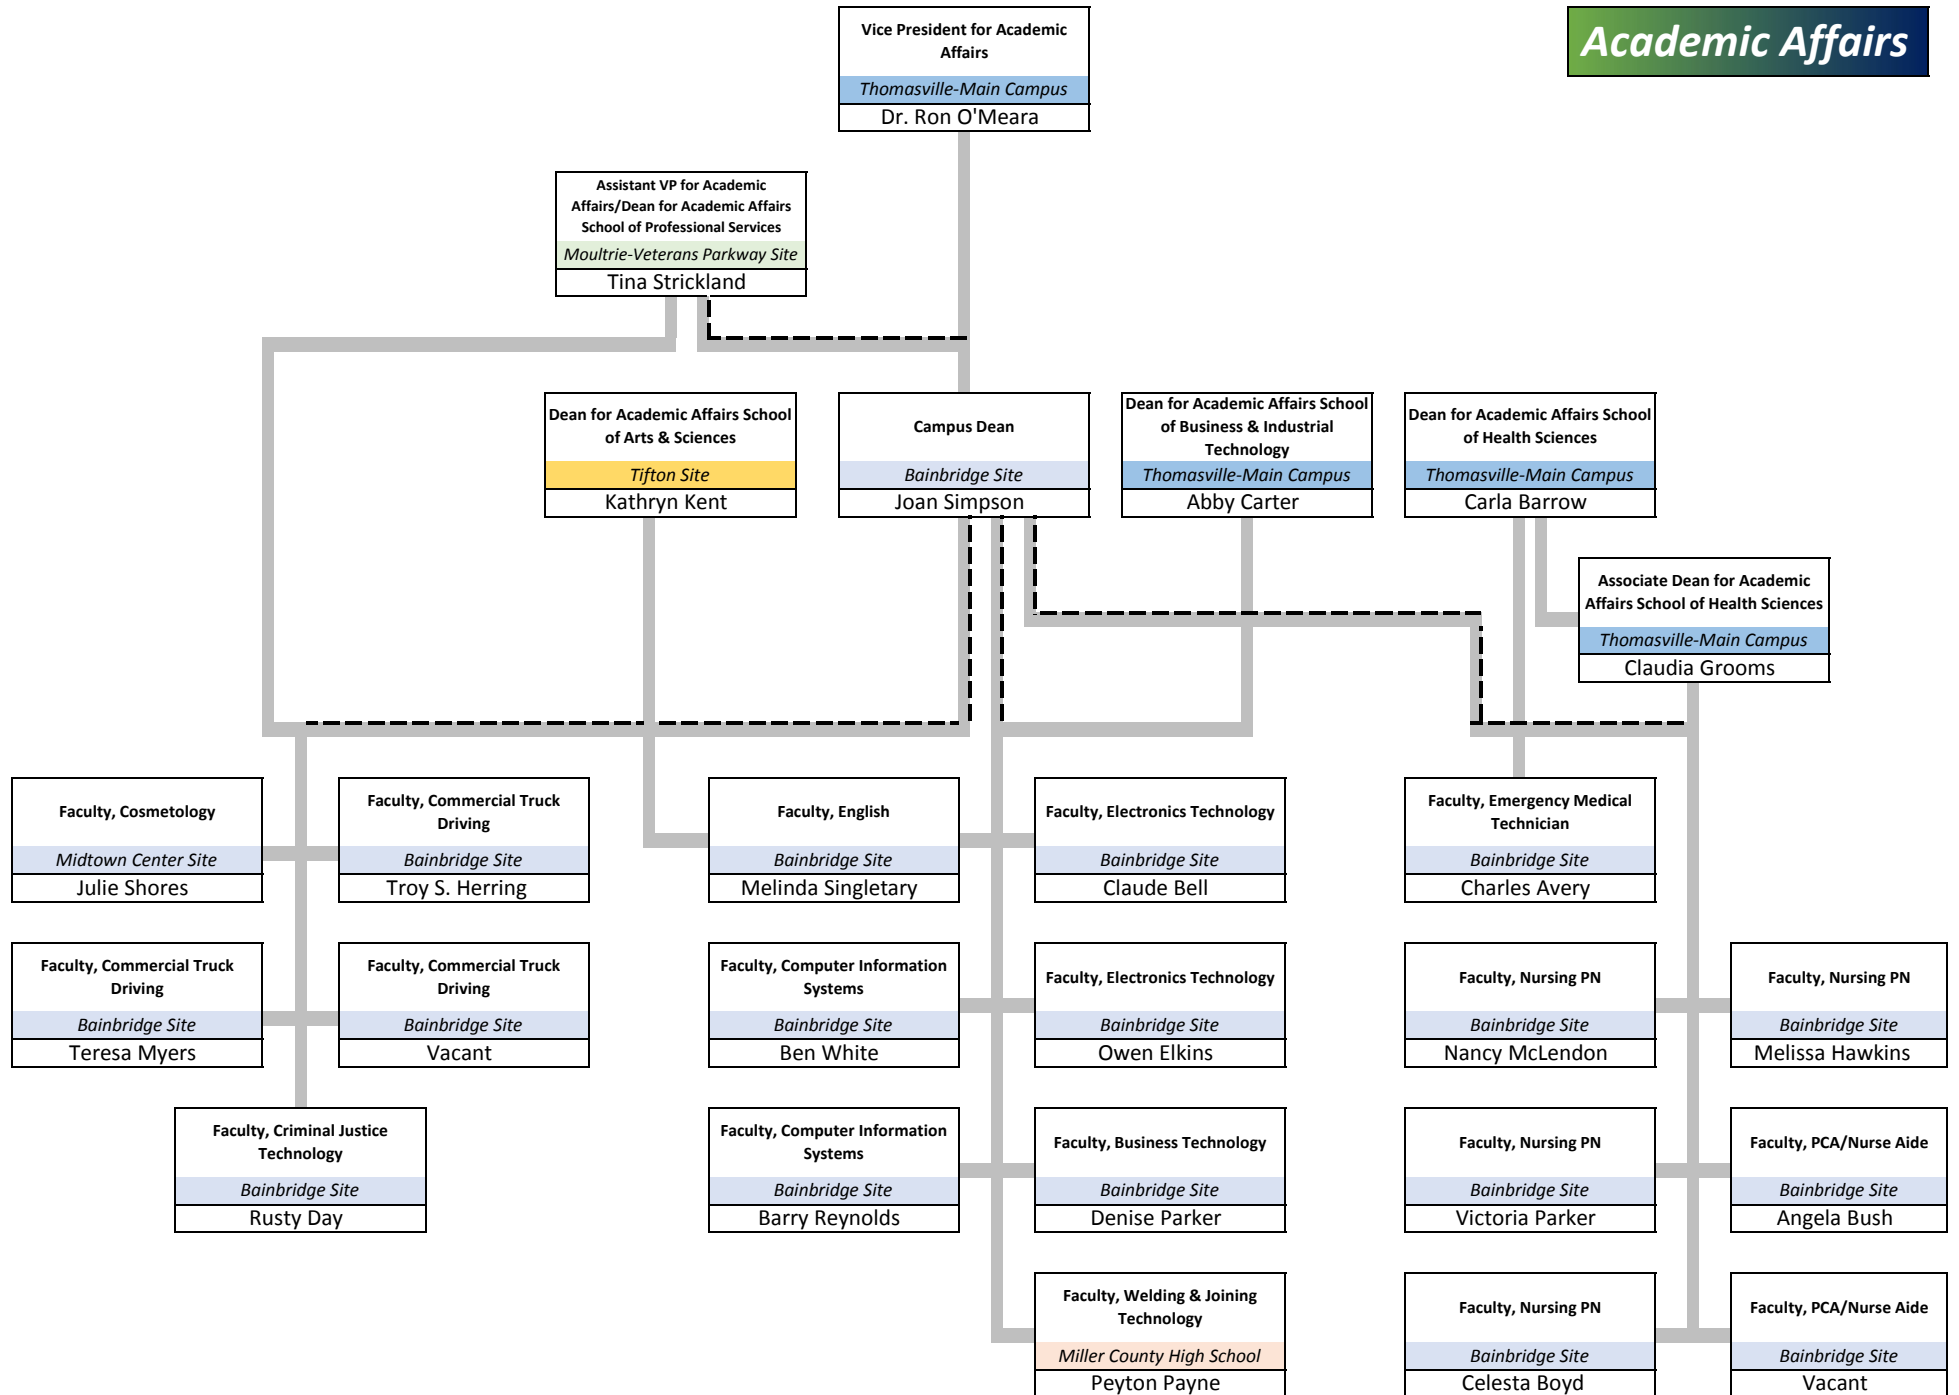 Academic Affairs
Vice President for Academic
Affairs
Thomasville-Main Campus
Dr. Ron O'Meara
Assistant VP for Academic
Affairs/Dean for Academic Affairs
School of Professional Services
Moultrie-Veterans Parkway Site
Tina Strickland
Dean for Academic Affairs School
of Arts & Sciences
Tifton Site
Kathryn Kent
Campus Dean
Bainbridge Site
Joan Simpson
Dean for Academic Affairs School
of Business & Industrial
Technology
Thomasville-Main Campus
Abby Carter
Dean for Academic Affairs School
of Health Sciences
Thomasville-Main Campus
Carla Barrow
Associate Dean for Academic
Affairs School of Health Sciences
Thomasville-Main Campus
Claudia Grooms
Faculty, Cosmetology
Midtown Center Site
Julie Shores
Faculty, Commercial Truck
Driving
Bainbridge Site
Troy S. Herring
Faculty, English
Bainbridge Site
Melinda Singletary
Faculty, Electronics Technology
Bainbridge Site
Claude Bell
Faculty, Emergency Medical
Technician
Bainbridge Site
Charles Avery
Faculty, Commercial Truck
Driving
Bainbridge Site
Teresa Myers
Faculty, Commercial Truck
Driving
Bainbridge Site
Vacant
Faculty, Computer Information
Systems
Bainbridge Site
Ben White
Faculty, Electronics Technology
Bainbridge Site
Owen Elkins
Faculty, Nursing PN
Bainbridge Site
Nancy McLendon
Faculty, Nursing PN
Bainbridge Site
Melissa Hawkins
Faculty, Criminal Justice
Technology
Bainbridge Site
Rusty Day
Faculty, Computer Information
Systems
Bainbridge Site
Barry Reynolds
Faculty, Business Technology
Bainbridge Site
Denise Parker
Faculty, Nursing PN
Bainbridge Site
Victoria Parker
Faculty, PCA/Nurse Aide
Bainbridge Site
Angela Bush
Faculty, Welding & Joining
Technology
Miller County High School
Peyton Payne
Faculty, Nursing PN
Bainbridge Site
Celesta Boyd
Faculty, PCA/Nurse Aide
Bainbridge Site
Vacant